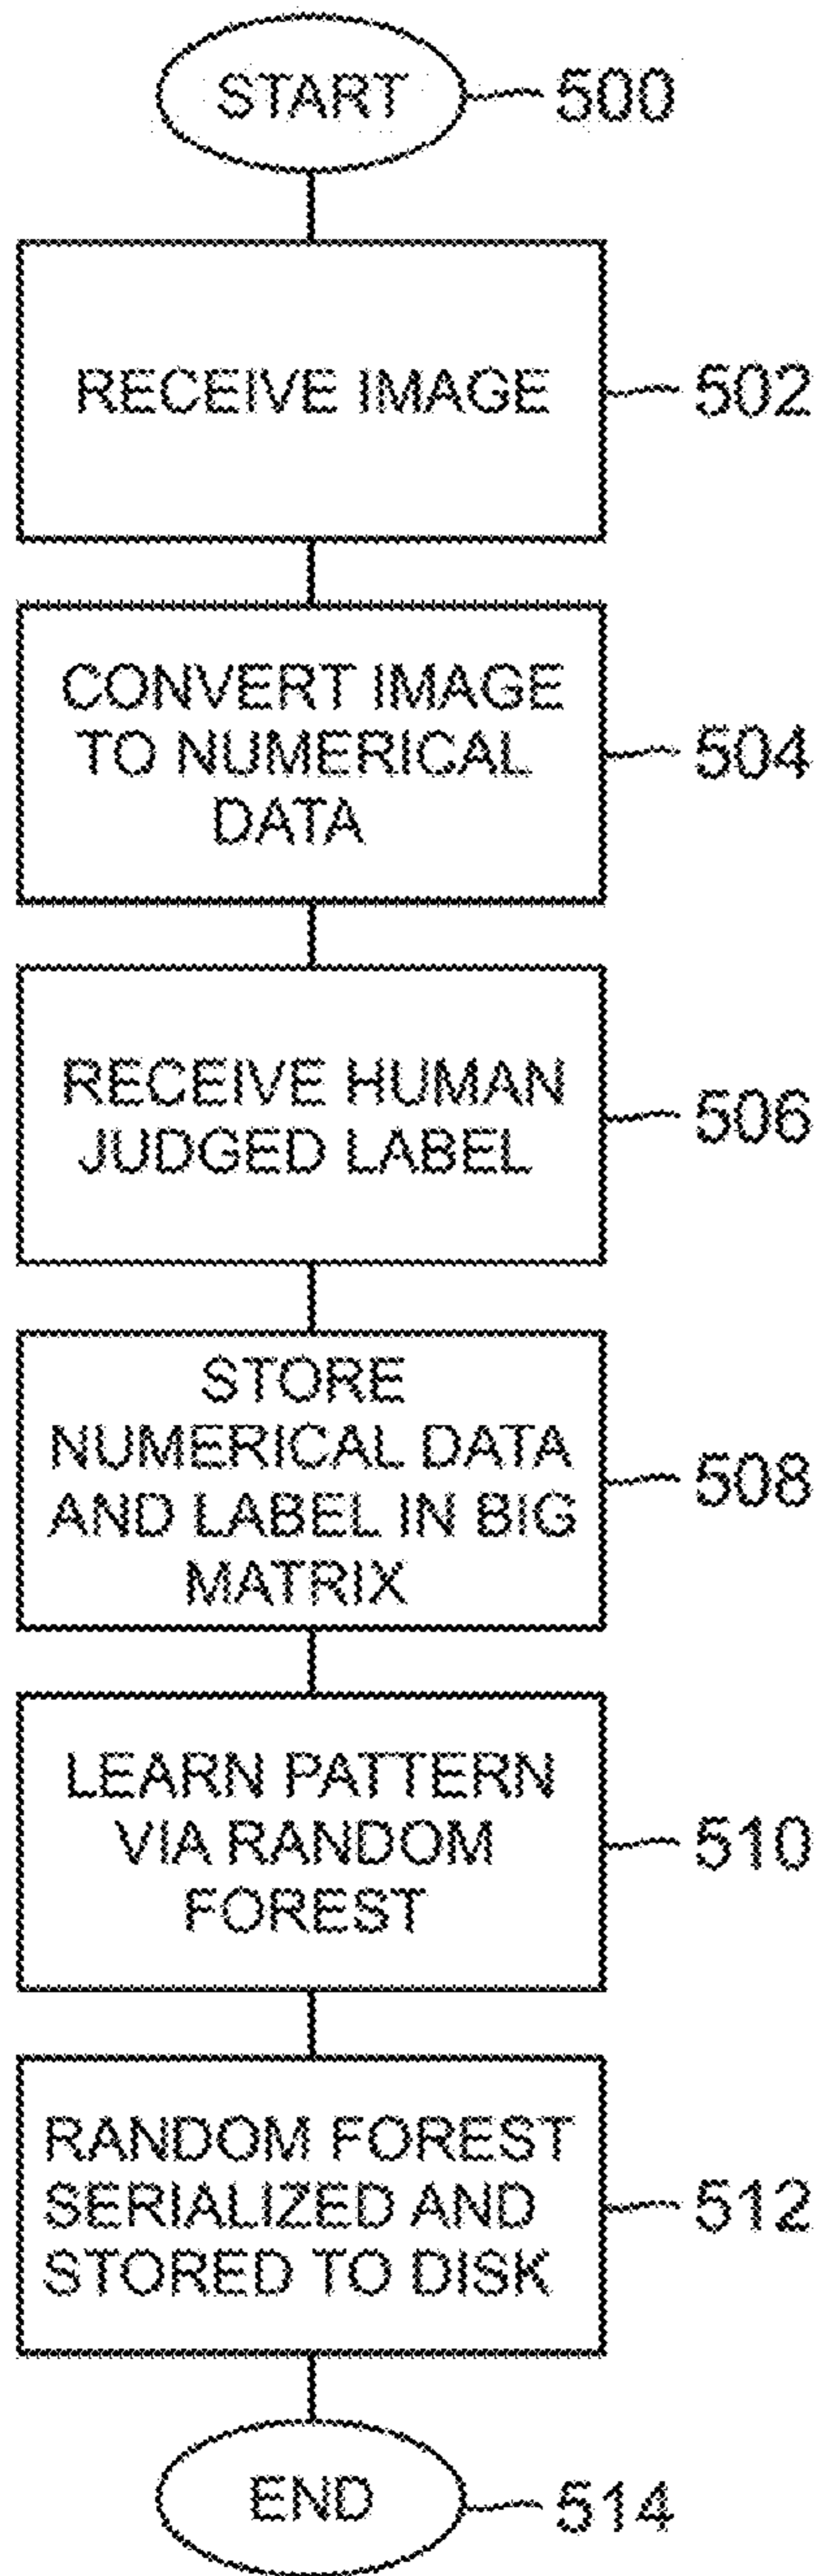 START
500
RECEIVE IMAGE
502
CONVERT IMAGE
TO NUMERICAL
DATA
504
RECEIVE HUMAN
JUDGED LABEL
506
STORE
NUMERICAL DATA
AND LABEL IN BIG
MATRIX
508
LEARN PATTERN
VIA RANDOM
FOREST
510
RANDOM FOREST
SERIALIZED AND
STORED TO DISK
512
END
514